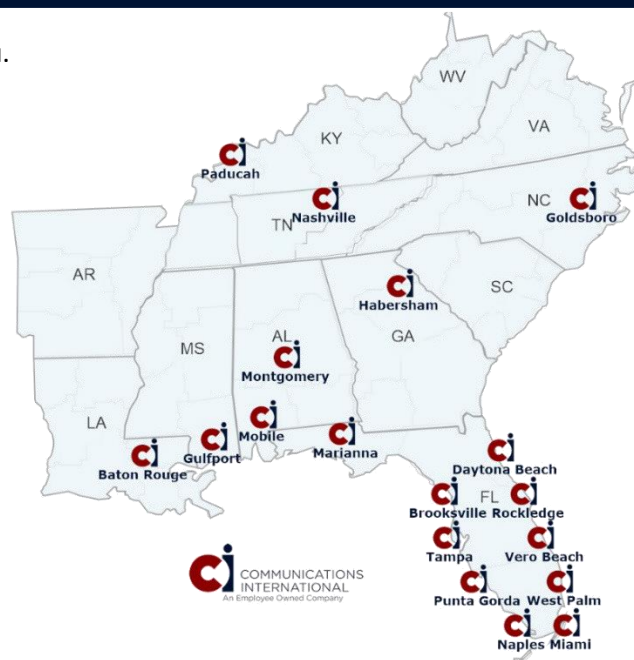 WV
VA
KY
Paducah
Nashville
TN
NC
Goldsboro
AR
Habersham
SC
GA
MS
AL
Montgomery
LA
Mobile
Gulfport
Marianna
Baton Rouge
Daytona Beach
FL
Brooksville Rockledge
Tampa Vero Beach
Punta Gorda West Palm
Naples Miami
Ci COMMUNICATIONS
INTERNATIONAL
An Employee Owned Company